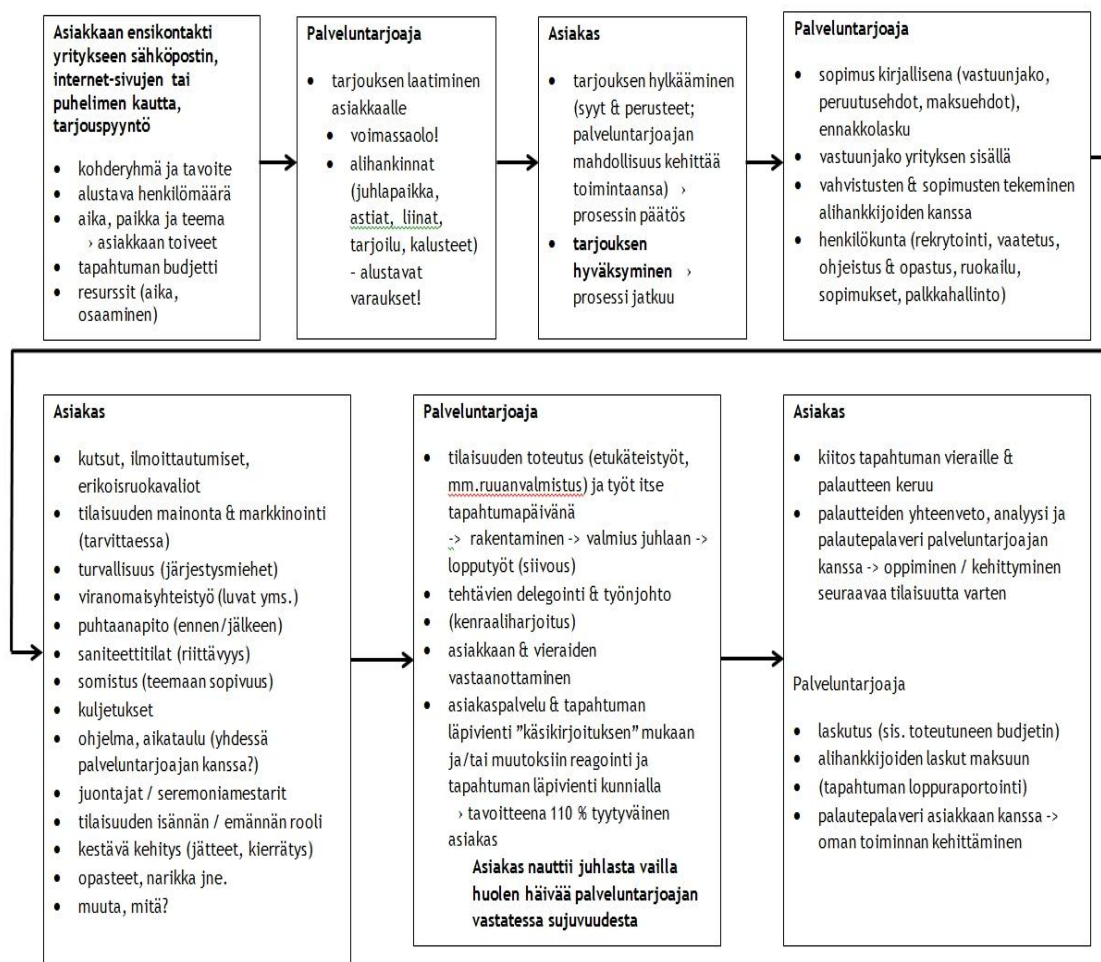 Asiakkaan ensikontakti
yritykseen sähköpostin,
internet-sivujen tai
puhelimen kautta,
tarjouspyyntö
• kohderyhmä ja tavoite
• alustava henkilömäärä
• aika, paikka ja teema
› asiakkaan toiveet
• tapahtuman budjetti
• resurssit (aika,
osaaminen)
Palveluntarjoaja
• tarjouksen laatiminen
asiakkaalle
• voimassaolo!
• alihankinnat
(juhlapaikka,
astiat, liinat,
tarjoilu, kalusteet)
- alustavat
varaukset!
Asiakas
• tarjouksen hylkääminen
(syyt & perusteet;
palveluntarjoajan
mahdollisuus kehittää
toimintaansa) ›
prosessin päätös
• tarjouksen
hyväksyminen ›
prosessi jatkuu
Palveluntarjoaja
• sopimus kirjallisena (vastuunjako,
peruutusehdot, maksuehdot),
ennakkolasku
• vastuunjako yrityksen sisällä
• vahvistusten & sopimusten tekeminen
alihankkijoiden kanssa
• henkilökunta (rekrytointi, vaatetus,
ohjeistus & opastus, ruokailu,
sopimukset, palkkahallinto)
Asiakas
• kutsut, ilmoittautumiset,
erikoisruokavaliot
• tilaisuuden mainonta & markkinointi
(tarvittaessa)
• turvallisuus (järjestysmiehet)
• viranomaisyhteistyö (luvat yms.)
• puhtaanapito (ennen/jälkeen)
• saniteettitilat (riittävyys)
• somistus (teemaan sopivuus)
• kuljetukset
• ohjelma, aikataulu (yhdessä
palveluntarjoajan kanssa?)
• juontajat / seremoniamestarit
• tilaisuuden isännän / emännän rooli
• kestävä kehitys (jätteet, kierrätys)
• opasteet, narikka jne.
• muuta, mitä?
Palveluntarjoaja
• tilaisuuden toteutus (etukäteistyöt,
mm.ruuanvalmistus) ja työt itse
tapahtumapäivänä
-> rakentaminen -> valmius juhlaan ->
lopputyöt (siivous)
• tehtävien delegointi & työnjohto
• (kenraaliharjoitus)
• asiakkaan & vieraiden
vastaanottaminen
• asiakaspalvelu & tapahtuman
läpivienti ”käsikirjoituksen” mukaan
ja/tai muutoksiin reagointi ja
tapahtuman läpivienti kunnialla
› tavoitteena 110 % tyytyväinen
asiakas
Asiakas nauttii juhlasta vailla
huolen häivää palveluntarjoajan
vastatessa sujuvuudesta
Asiakas
• kiitos tapahtuman vieraille &
palautteen keruu
• palautteiden yhteenveto, analyysi ja
palautepalaveri palveluntarjoajan
kanssa -> oppiminen / kehittyminen
seuraavaa tilaisuutta varten
Palveluntarjoaja
• laskutus (sis. toteutuneen budjetin)
• alihankkijoiden laskut maksuun
• (tapahtuman loppuraportointi)
• palautepalaveri asiakkaan kanssa ->
oman toiminnan kehittäminen